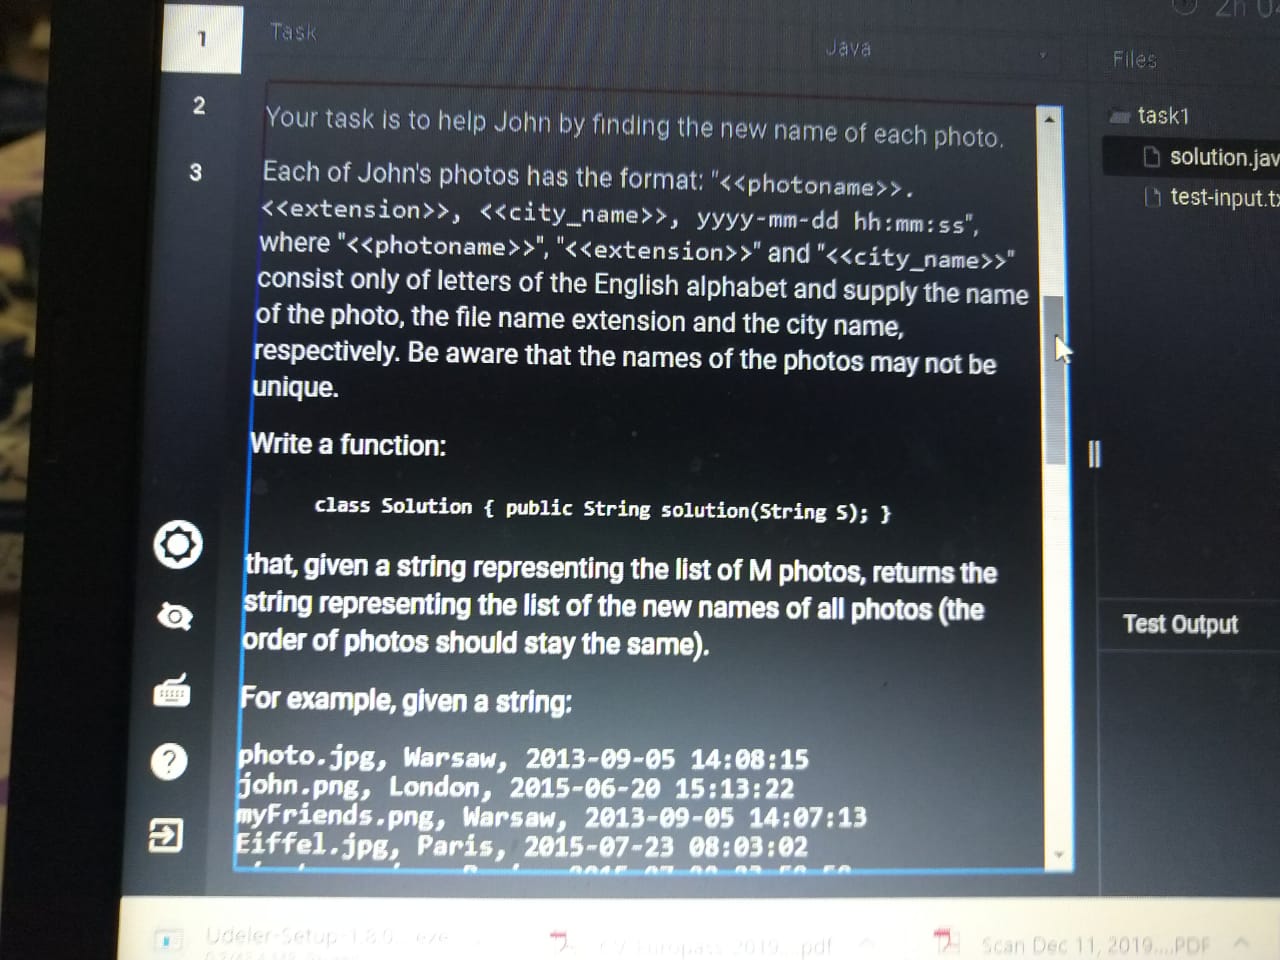 1
Task
Java
Files
2
3
task1
solution.jav
test-input.tx
Your task is to help John by finding the new name of each photo.
Each of John's photos has the format: "<<photoname>>.
<<extension>>, <<city_name>>, yyyy-mm-dd hh:mm:ss",
where "<<photoname>>", "<<extension>>" and "<<city_name>>"
consist only of letters of the English alphabet and supply the name
of the photo, the file name extension and the city name,
respectively. Be aware that the names of the photos may not be
unique.
Write a function:
class Solution { public String solution(String S); }
that, given a string representing the list of M photos, returns the
string representing the list of the new names of all photos (the
order of photos should stay the same).
For example, given a string:
photo.jpg, Warsaw, 2013-09-05 14:08:15
john.png, London, 2015-06-20 15:13:22
myFriends.png, Warsaw, 2013-09-05 14:07:13
Eiffel.jpg, Paris, 2015-07-23 08:03:02
Test Output
Udeler-Setup-1.8.0... .exe
CV-Europass-2019....pdf
Scan Dec 11, 2019....PDF